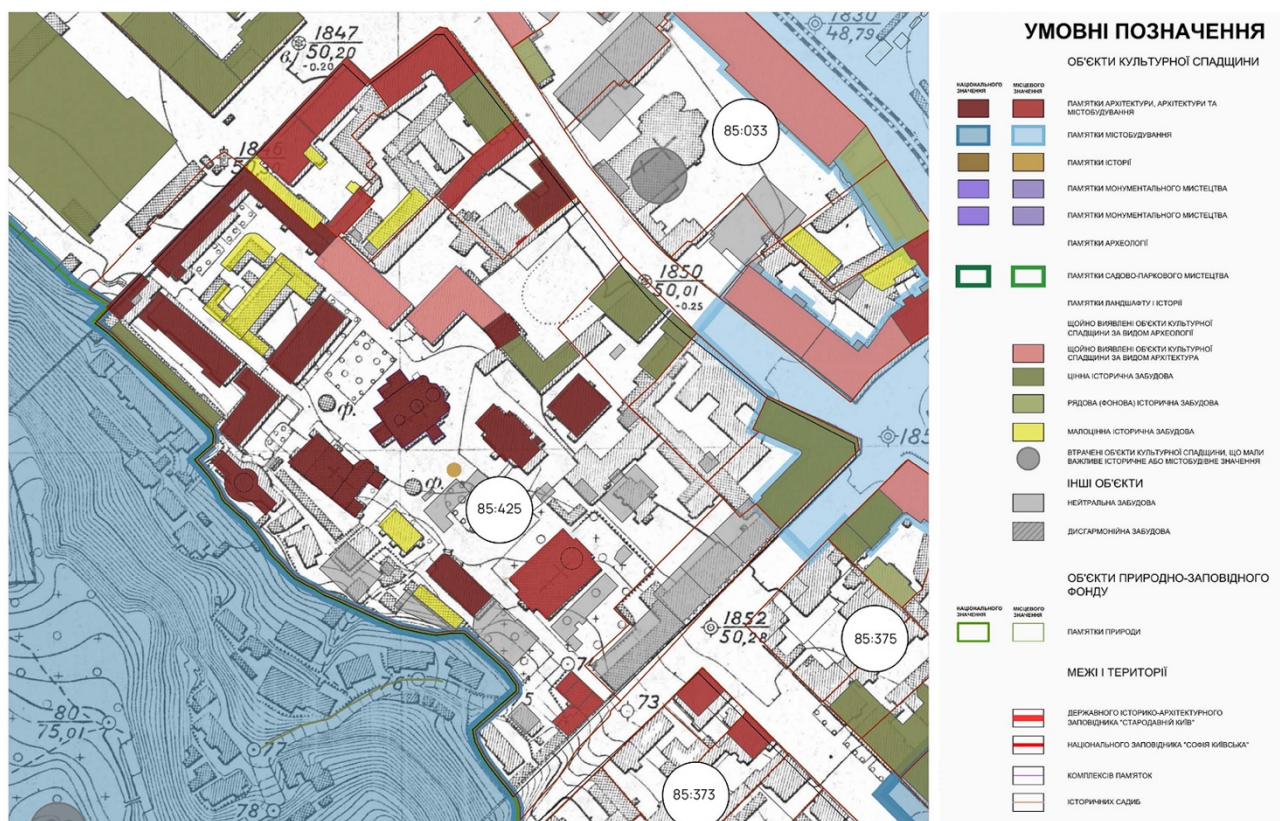 1847
50,20
-0.20
в.
1830
48,79
85:033
1850
50,01
-0.25
ф.
ф.
85:425
185
1852
50,28
85:375
7
5
73
85:373
6
80
75,01
77
78
УМОВНІ ПОЗНАЧЕННЯ
ОБ'ЄКТИ КУЛЬТУРНОЇ СПАДЩИНИ
НАЦІОНАЛЬНОГО ЗНАЧЕННЯ
МІСЦЕВОГО ЗНАЧЕННЯ
ПАМ'ЯТКИ АРХІТЕКТУРИ, АРХІТЕКТУРИ ТА
МІСТОБУДУВАННЯ
ПАМ'ЯТКИ МІСТОБУДУВАННЯ
ПАМ'ЯТКИ ІСТОРІЇ
ПАМ'ЯТКИ МОНУМЕНТАЛЬНОГО МИСТЕЦТВА
ПАМ'ЯТКИ МОНУМЕНТАЛЬНОГО МИСТЕЦТВА
ПАМ'ЯТКИ АРХЕОЛОГІЇ
ПАМ'ЯТКИ САДОВО-ПАРКОВОГО МИСТЕЦТВА
ПАМ'ЯТКИ ЛАНДШАФТУ І ІСТОРІЇ
ЩОЙНО ВИЯВЛЕНІ ОБ'ЄКТИ КУЛЬТУРНОЇ
СПАДЩИНИ ЗА ВИДОМ АРХЕОЛОГІЇ
ЩОЙНО ВИЯВЛЕНІ ОБ'ЄКТИ КУЛЬТУРНОЇ
СПАДЩИНИ ЗА ВИДОМ АРХІТЕКТУРА
ЦІННА ІСТОРИЧНА ЗАБУДОВА
РЯДОВА (ФОНОВА) ІСТОРИЧНА ЗАБУДОВА
МАЛОЦІННА ІСТОРИЧНА ЗАБУДОВА
ВТРАЧЕНІ ОБ'ЄКТИ КУЛЬТУРНОЇ СПАДЩИНИ, ЩО МАЛИ
ВАЖЛИВЕ ІСТОРИЧНЕ АБО МІСТОБУДІВНЕ ЗНАЧЕННЯ
ІНШІ ОБ'ЄКТИ
НЕЙТРАЛЬНА ЗАБУДОВА
ДИСГАРМОНІЙНА ЗАБУДОВА
ОБ'ЄКТИ ПРИРОДНО-ЗАПОВІДНОГО
ФОНДУ
НАЦІОНАЛЬНОГО ЗНАЧЕННЯ
МІСЦЕВОГО ЗНАЧЕННЯ
ПАМ'ЯТКИ ПРИРОДИ
МЕЖІ І ТЕРИТОРІЇ
ДЕРЖАВНОГО ІСТОРИКО-АРХІТЕКТУРНОГО
ЗАПОВІДНИКА "СТАРОДАВНІЙ КИЇВ"
НАЦІОНАЛЬНОГО ЗАПОВІДНИКА "СОФІЯ КИЇВСЬКА"
КОМПЛЕКСІВ ПАМ'ЯТОК
ІСТОРИЧНИХ САДИБ